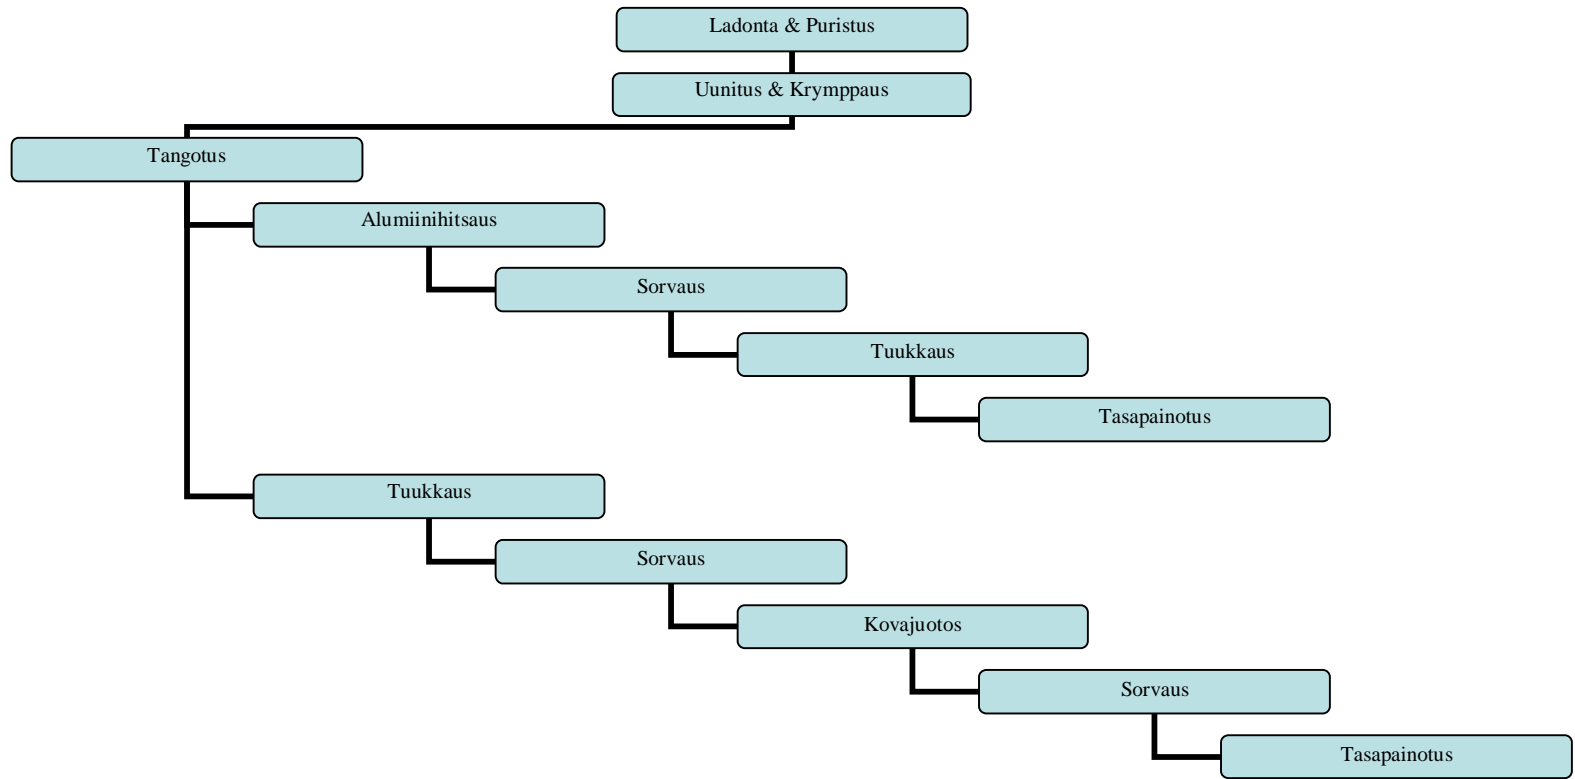 Ladonta & Puristus
Uunitus & Krymppaus
Tangotus
Alumiinihitsaus
Sorvaus
Tuukkaus
Tasapainotus
Tuukkaus
Sorvaus
Kovajuotos
Sorvaus
Tasapainotus